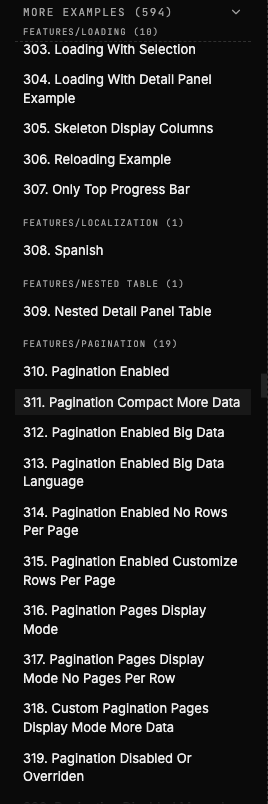 MORE EXAMPLES (594)
FEATURES/LOADING (10)
303. Loading With Selection
304. Loading With Detail Panel
Example
305. Skeleton Display Columns
306. Reloading Example
307. Only Top Progress Bar
FEATURES/LOCALIZATION (1)
308. Spanish
FEATURES/NESTED TABLE (1)
309. Nested Detail Panel Table
FEATURES/PAGINATION (19)
310. Pagination Enabled
311. Pagination Compact More Data
312. Pagination Enabled Big Data
313. Pagination Enabled Big Data
Language
314. Pagination Enabled No Rows
Per Page
315. Pagination Enabled Customize
Rows Per Page
316. Pagination Pages Display
Mode
317. Pagination Pages Display
Mode No Pages Per Row
318. Custom Pagination Pages
Display Mode More Data
319. Pagination Disabled Or
Overriden